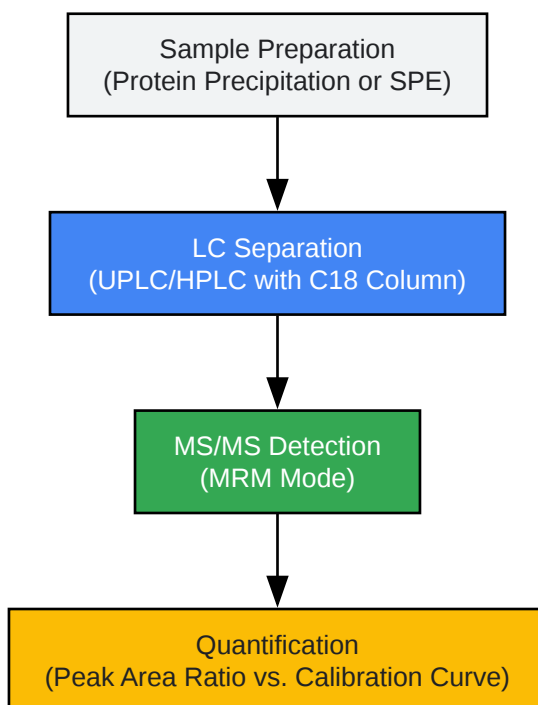 Sample Preparation
(Protein Precipitation or SPE)
LC Separation
(UPLC/HPLC with C18 Column)
MS/MS Detection
(MRM Mode)
Quantification
(Peak Area Ratio vs. Calibration Curve)